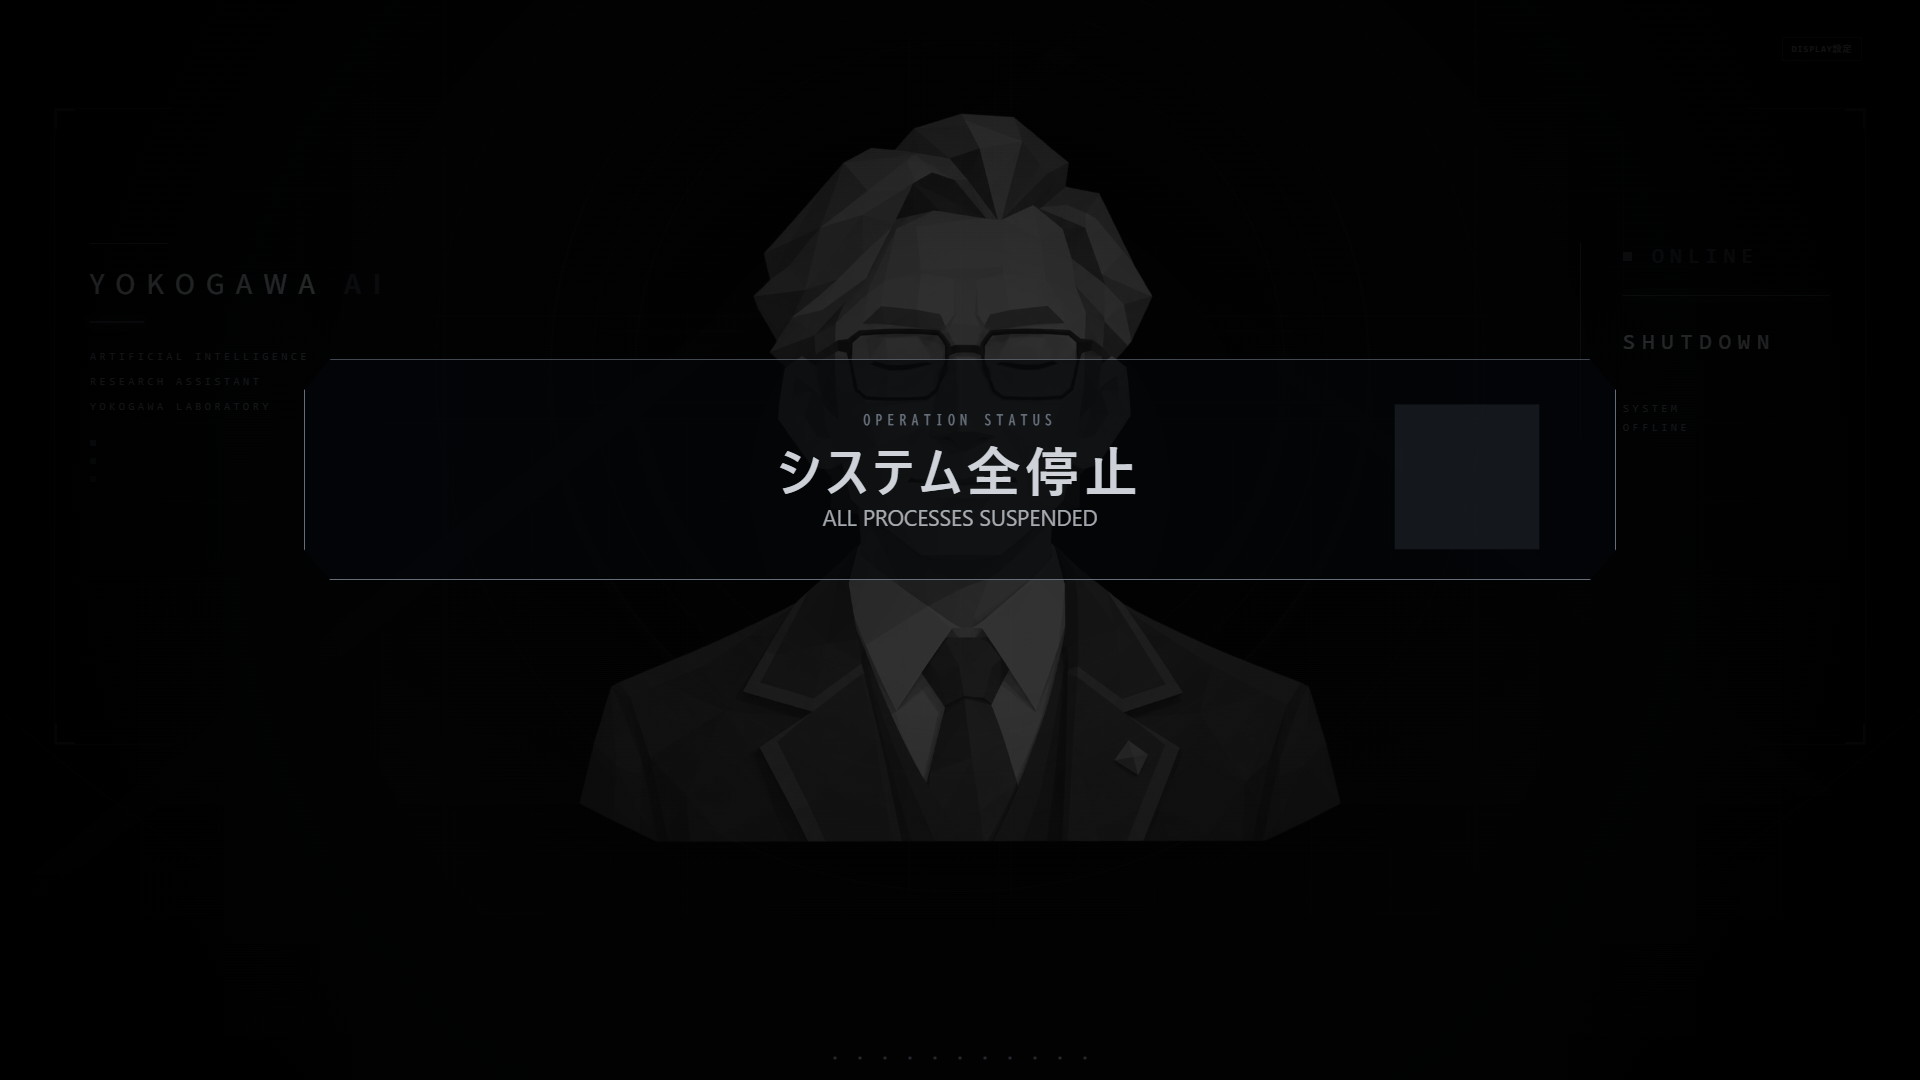 DISPLAY設定
YOKOGAWA AI
ARTIFICIAL INTELLIGENCE
RESEARCH ASSISTANT
YOKOGAWA LABORATORY
ONLINE
SHUTDOWN
SYSTEM
OFFLINE
OPERATION STATUS
システム全停止
ALL PROCESSES SUSPENDED